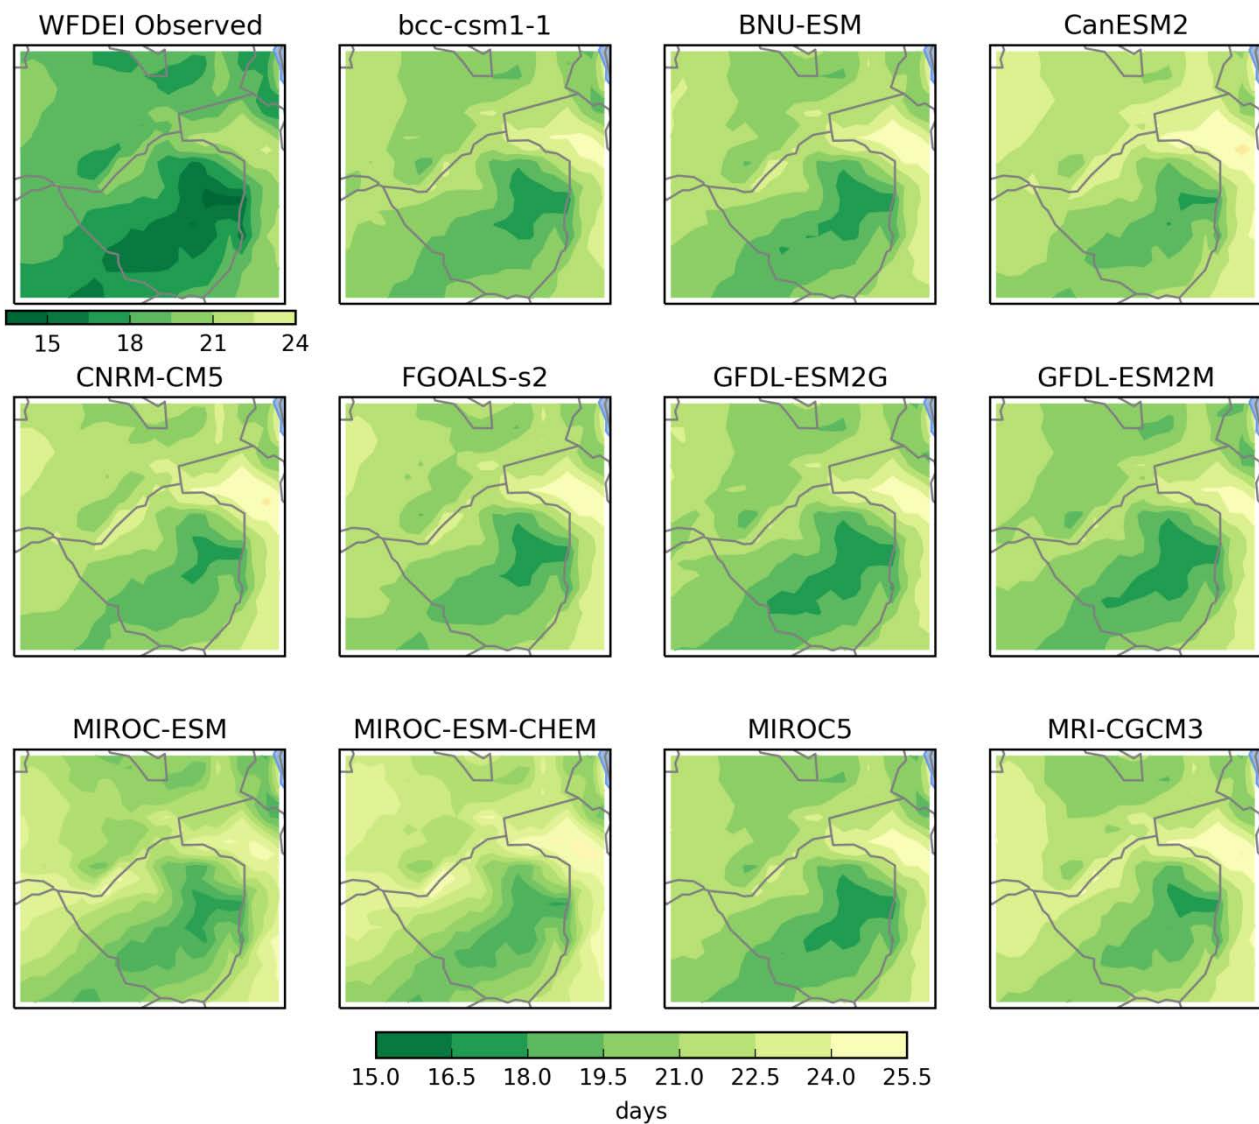 WFDEI Observed bcc-csm1-1 BNU-ESM CanESM2
15 18 21 24
CNRM-CM5 FGOALS-s2 GFDL-ESM2G GFDL-ESM2M
MIROC-ESM MIROC-ESM-CHEM MIROC5 MRI-CGCM3
15.0 16.5 18.0 19.5 21.0 22.5 24.0 25.5
days